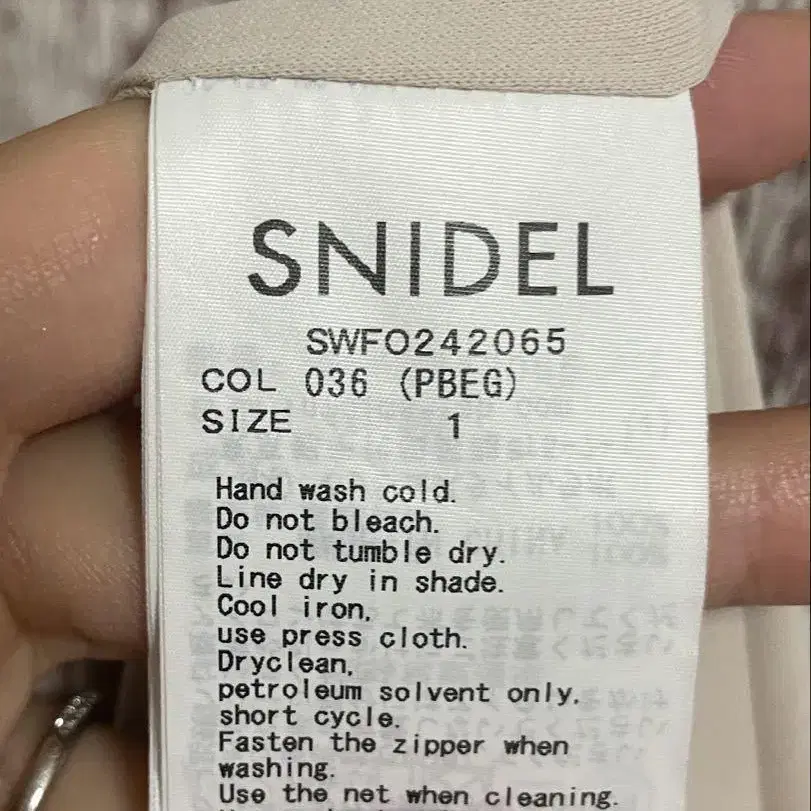 SNIDEL
SWFO242065
COL 036 (PBEG)
SIZE 1
Hand wash cold.
Do not bleach.
Do not tumble dry.
Line dry in shade.
Cool iron,
use press cloth.
Dryclean,
petroleum solvent only,
short cycle.
Fasten the zipper when
washing.
Use the net when cleaning.